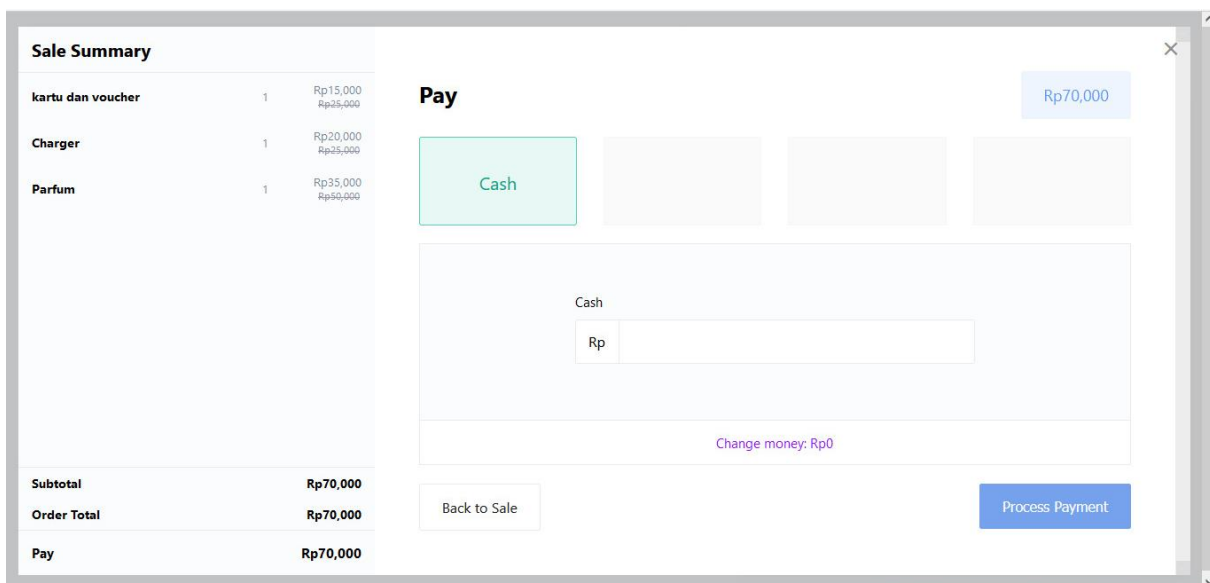 Sale Summary
kartu dan voucher 1 Rp15,000
Rp25,000
Charger 1 Rp20,000
Rp25,000
Parfum 1 Rp35,000
Rp50,000
Subtotal Rp70,000
Order Total Rp70,000
Pay Rp70,000
Pay Rp70,000
Cash
Cash
Rp
Change money: Rp0
Back to Sale Process Payment